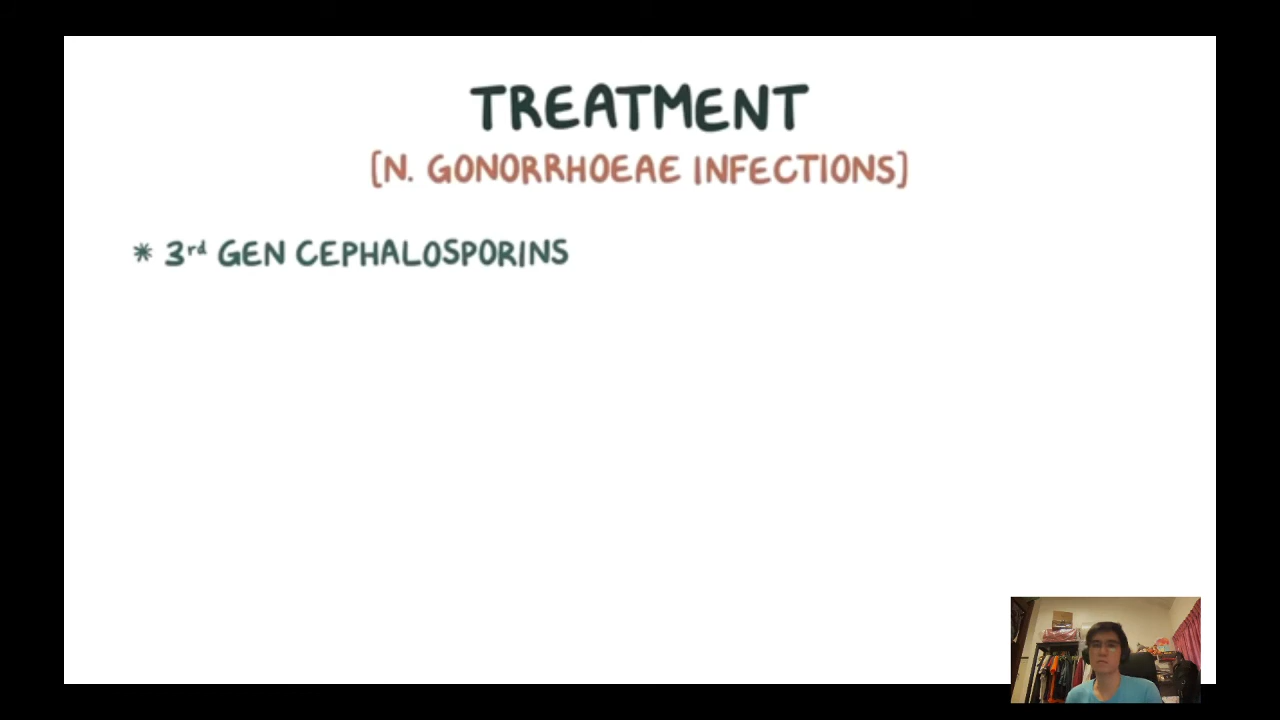 TREATMENT
[N. GONORRHOEAE INFECTIONS]
* 3rd GEN CEPHALOSPORINS